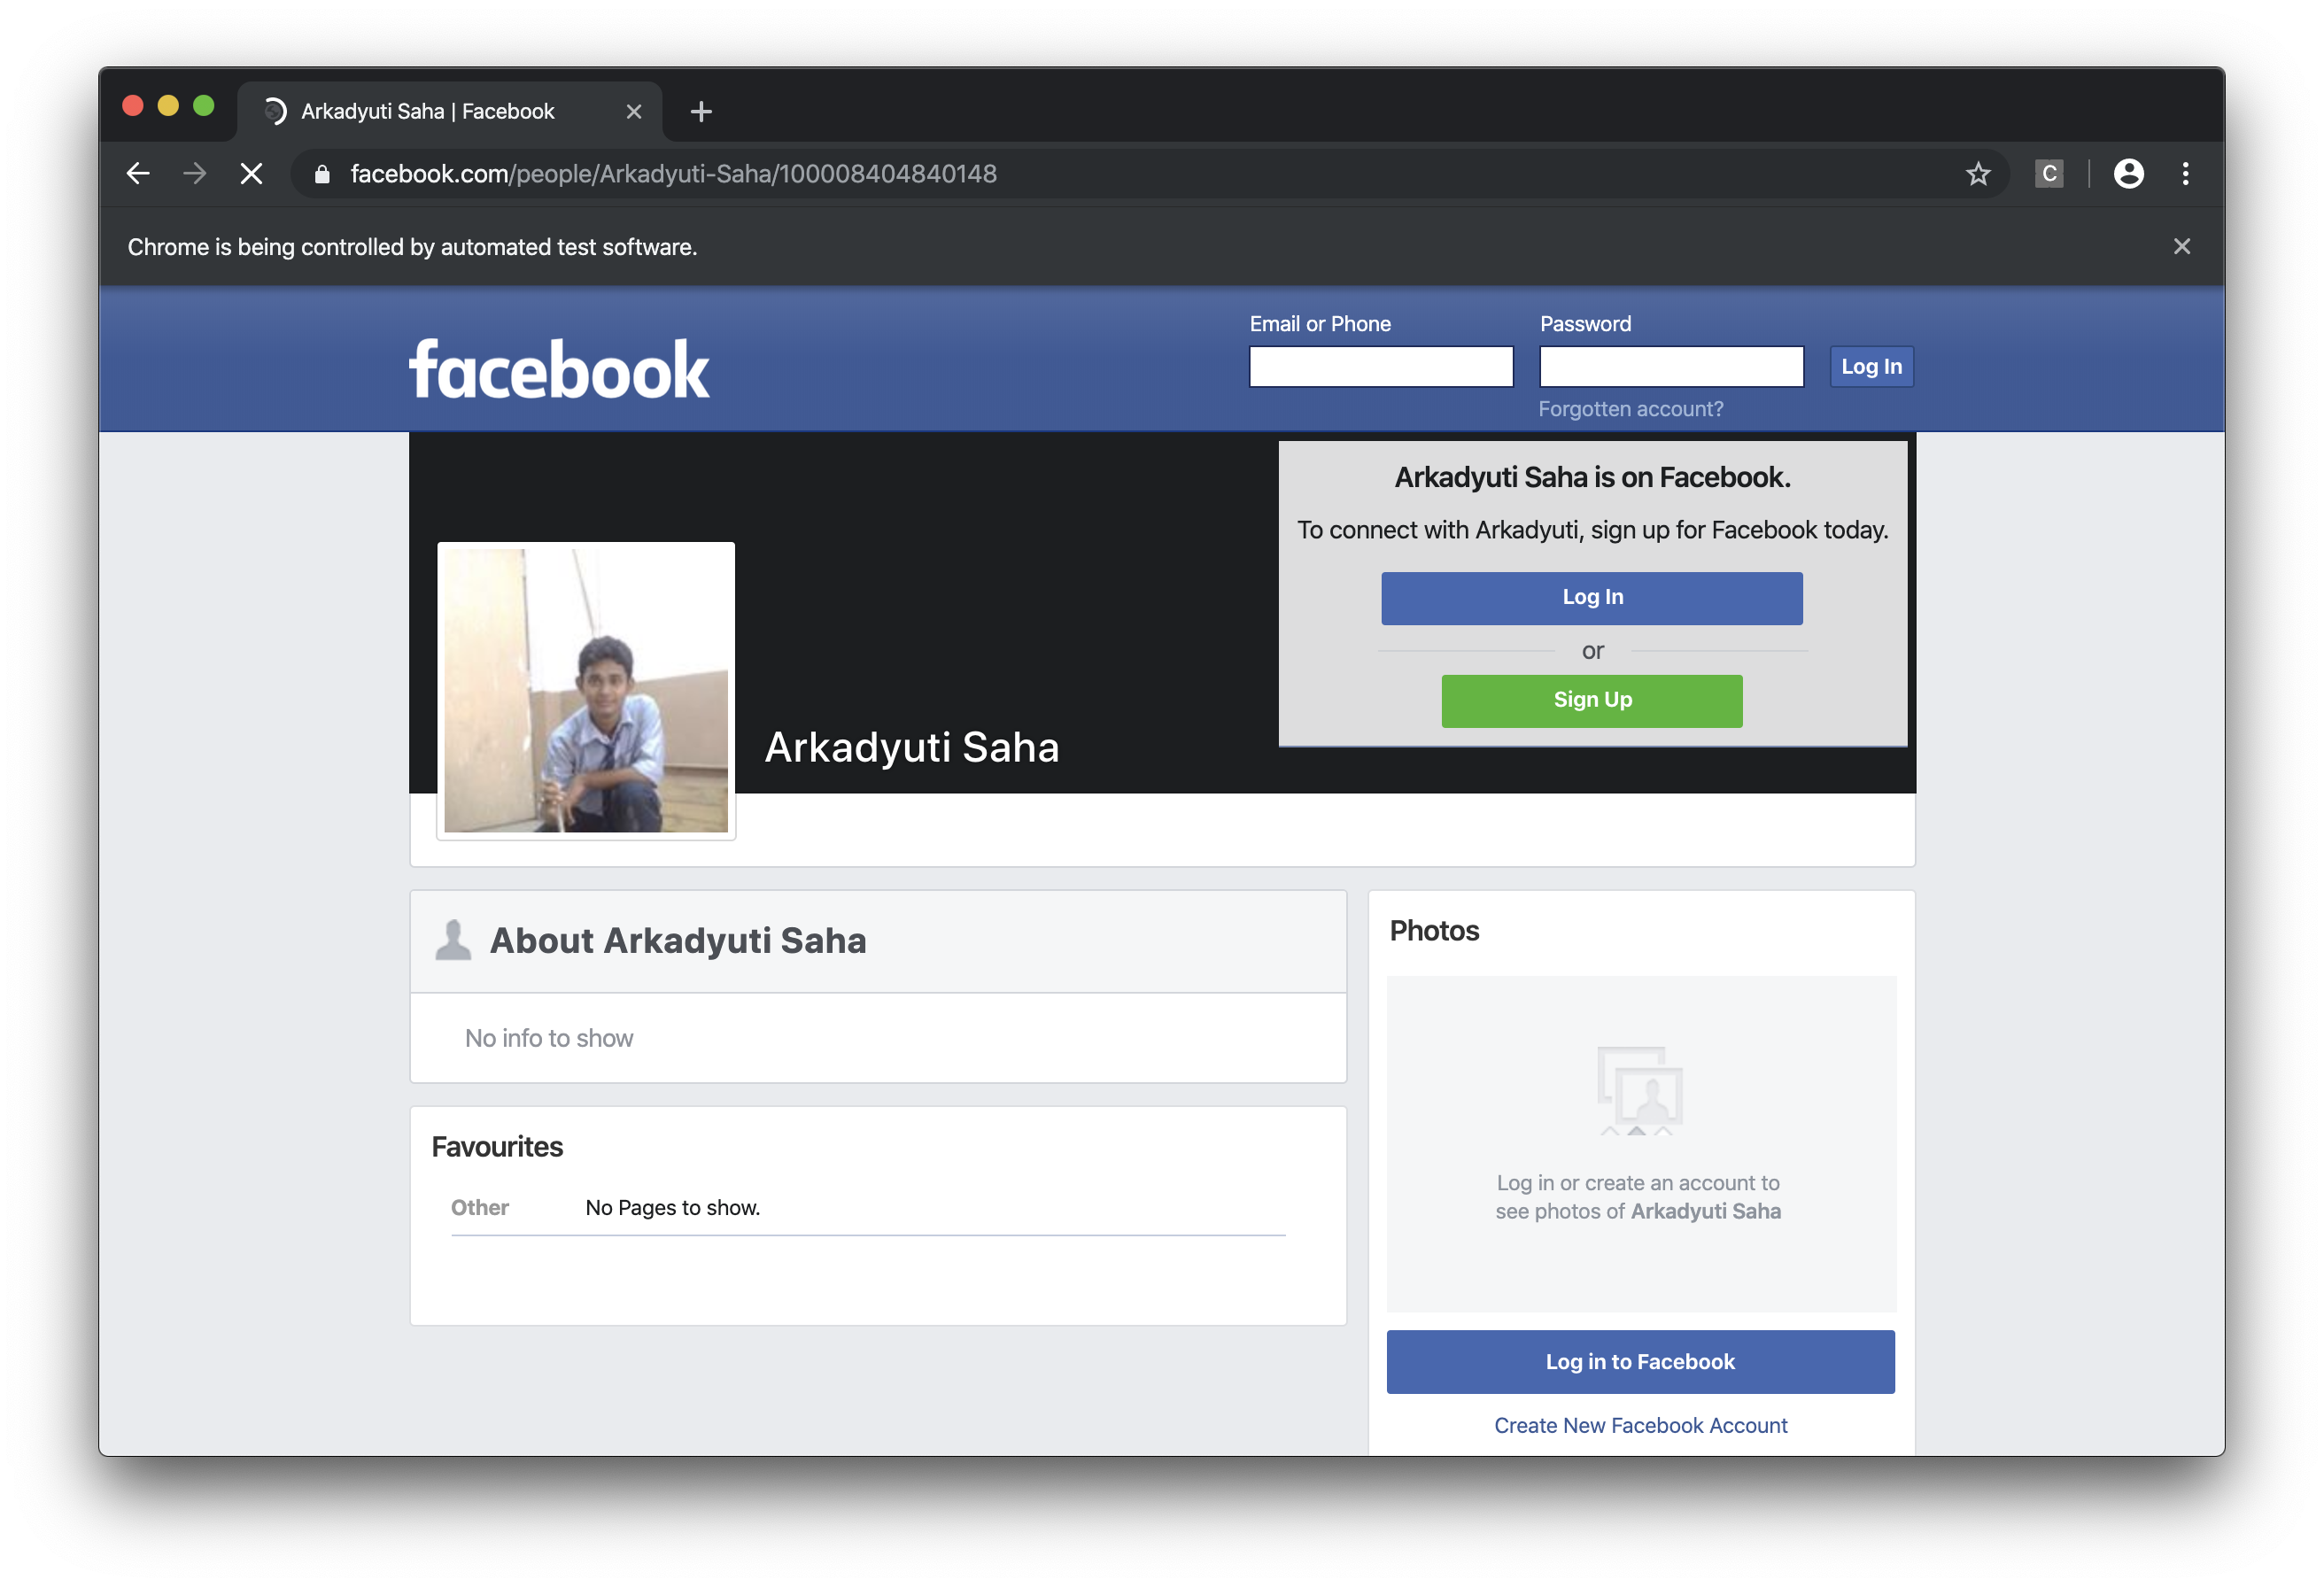 Arkadyuti Saha | Facebook
facebook.com/people/Arkadyuti-Saha/100008404840148
C
Chrome is being controlled by automated test software.
facebook
Email or Phone
Password
Log In
Forgotten account?
Arkadyuti Saha is on Facebook.
To connect with Arkadyuti, sign up for Facebook today.
Log In
or
Sign Up
Arkadyuti Saha
About Arkadyuti Saha
No info to show
Favourites
Other No Pages to show.
Photos
Log in or create an account to
see photos of Arkadyuti Saha
Log in to Facebook
Create New Facebook Account